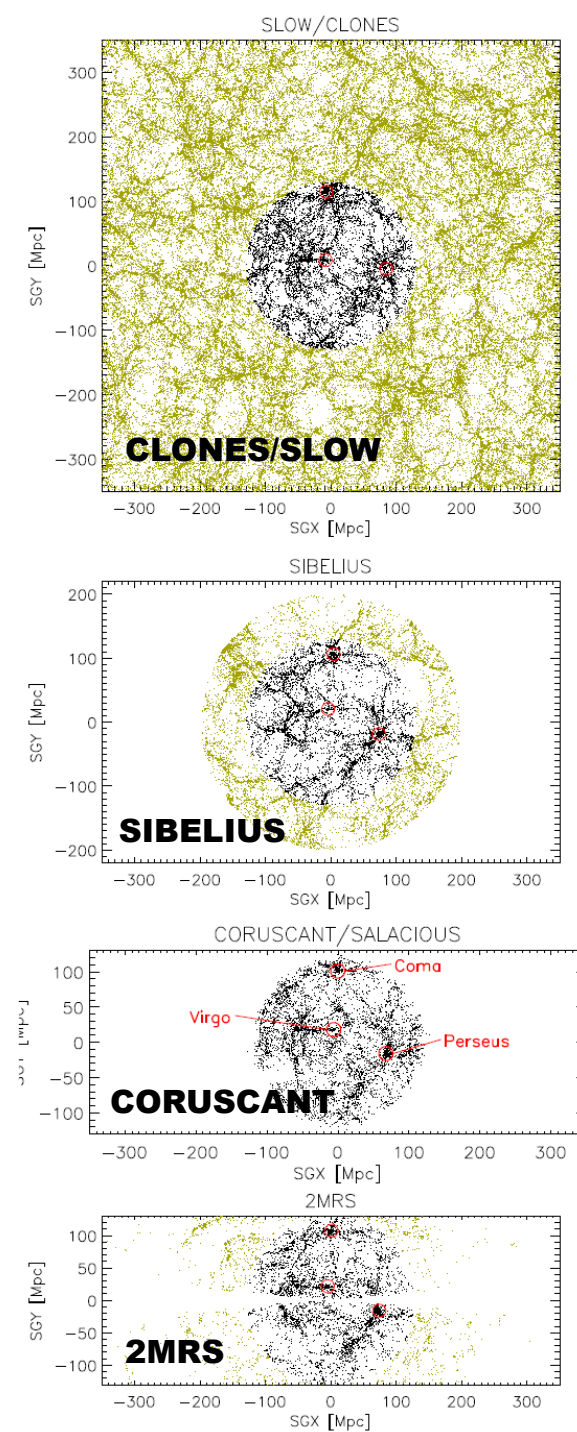 SLOW/CLONES
300
200
100
0
−100
−200
−300
SGY [Mpc]
CLONES/SLOW
−300 −200 −100 0 100 200 300
SGX [Mpc]
SIBELIUS
200
100
0
−100
−200
SGY [Mpc]
SIBELIUS
−300 −200 −100 0 100 200 300
SGX [Mpc]
CORUSCANT/SALACIOUS
100
50
0
−50
−100
Coma
Virgo
Perseus
CORUSCANT
−300 −200 −100 0 100 200 300
SGX [Mpc]
2MRS
100
50
0
−50
−100
SGY [Mpc]
2MRS
−300 −200 −100 0 100 200 300
SGX [Mpc]